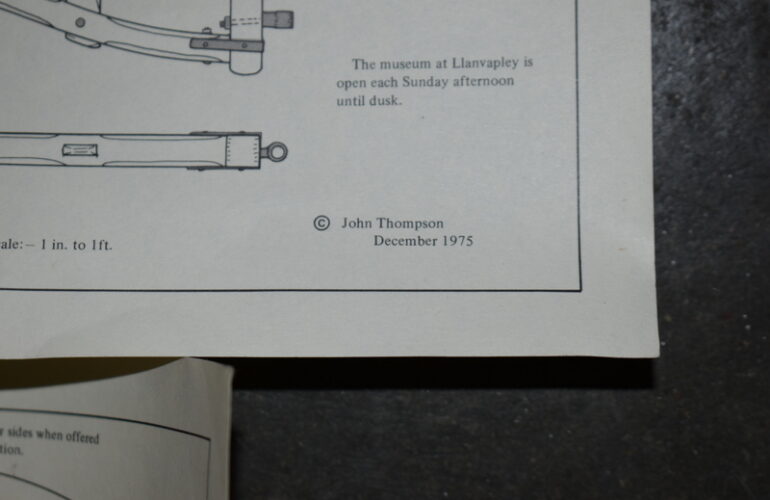 The museum at Llanvapley is
open each Sunday afternoon
until dusk.
© John Thompson
December 1975
ale:– 1 in. to 1ft.
r sides when offered
tion.